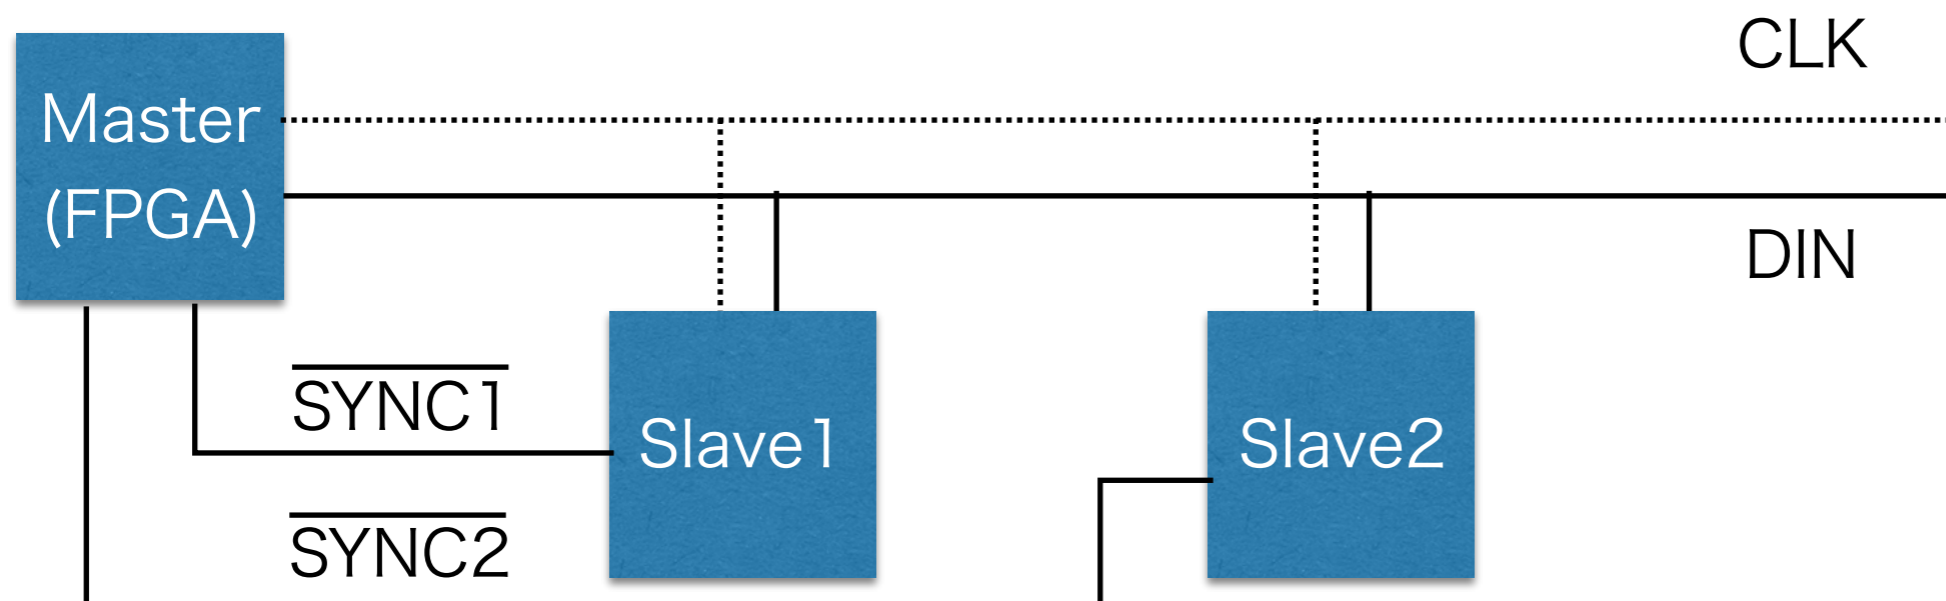 CLK
Master
(FPGA)
DIN
SYNC1
Slave1
Slave2
SYNC2